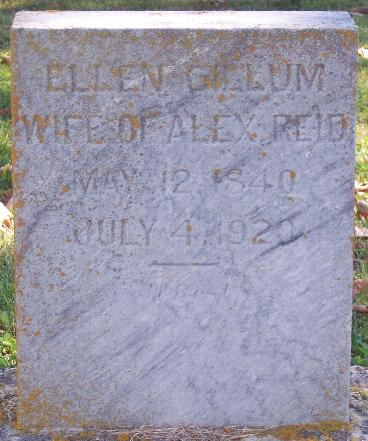 ELLEN GILLUM
WIFE OF ALEX. REID
MAY 12, 1840
JULY 4, 1920